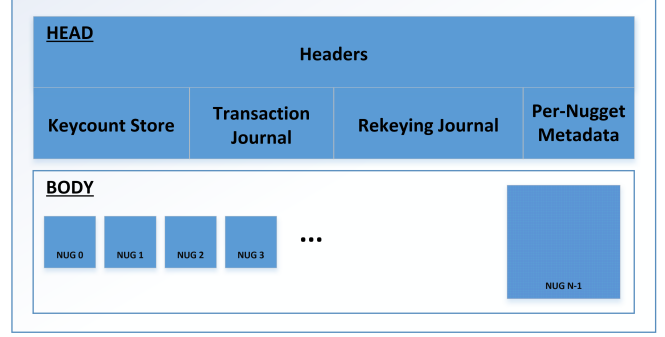 HEAD
Headers
Keycount Store
Transaction
Journal
Rekeying Journal
Per-Nugget
Metadata
BODY
NUG 0
NUG 1
NUG 2
NUG 3
...
NUG N-1